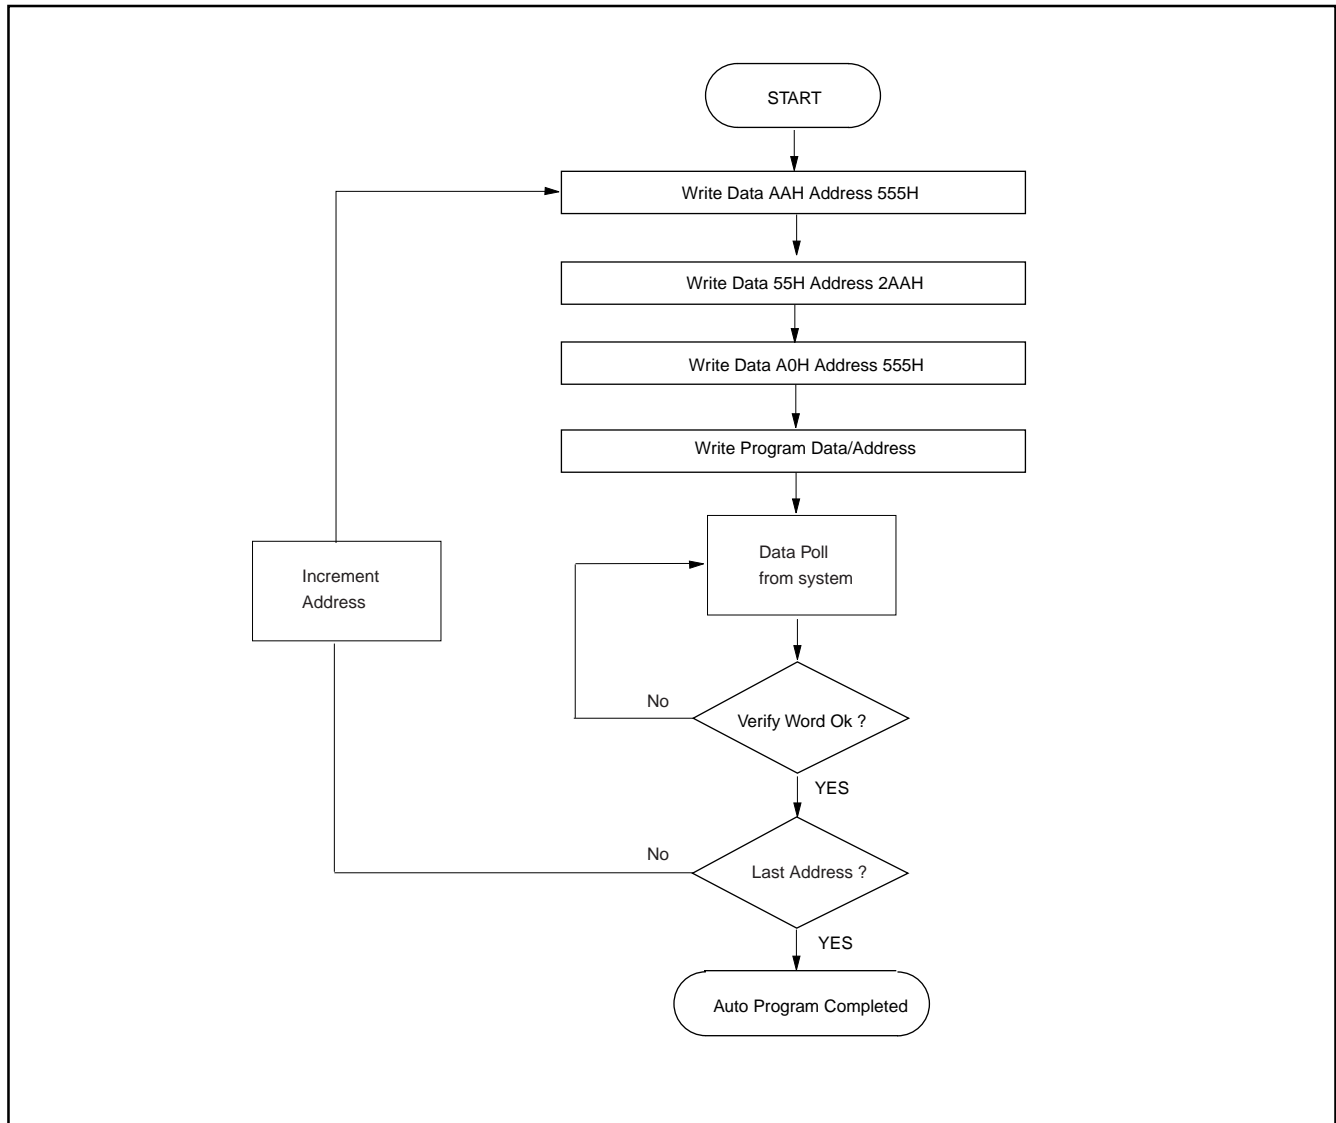 START
Write Data AAH Address 555H
Write Data 55H Address 2AAH
Write Data A0H Address 555H
Write Program Data/Address
Data Poll
from system
Increment
Address
No
Verify Word Ok ?
YES
No
Last Address ?
YES
Auto Program Completed